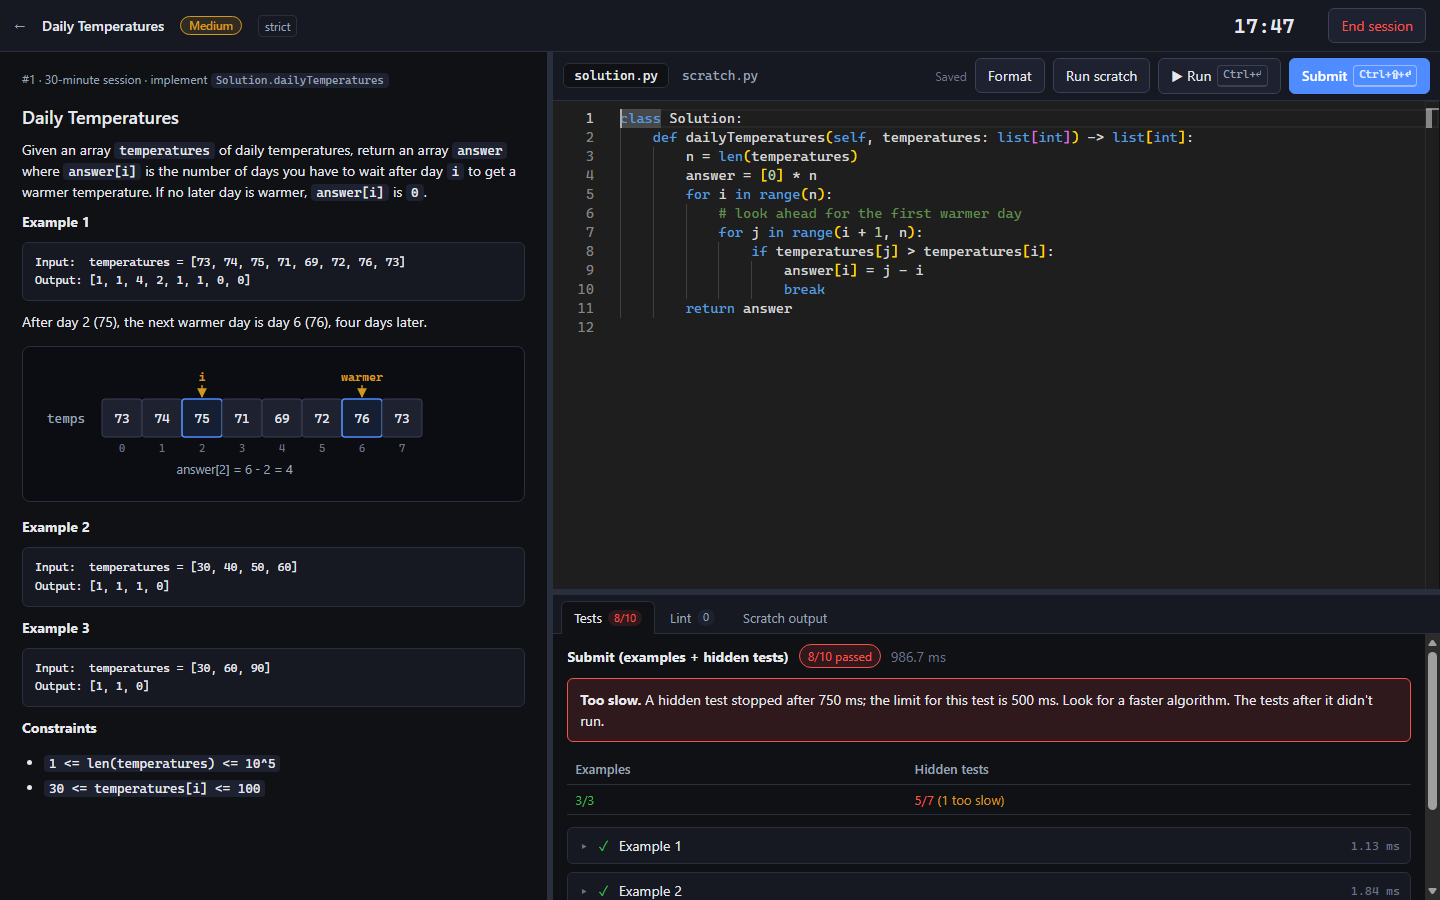 ← Daily Temperatures Medium strict 17:47 End session
#1 · 30-minute session · implement Solution.dailyTemperatures
Daily Temperatures
Given an array temperatures of daily temperatures, return an array answer
where answer[i] is the number of days you have to wait after day i to get a
warmer temperature. If no later day is warmer, answer[i] is 0.
Example 1
Input:  temperatures = [73, 74, 75, 71, 69, 72, 76, 73]
Output: [1, 1, 4, 2, 1, 1, 0, 0]
After day 2 (75), the next warmer day is day 6 (76), four days later.
i warmer
temps 73 74 75 71 69 72 76 73
0 1 2 3 4 5 6 7
answer[2] = 6 - 2 = 4
Example 2
Input:  temperatures = [30, 40, 50, 60]
Output: [1, 1, 1, 0]
Example 3
Input:  temperatures = [30, 60, 90]
Output: [1, 1, 0]
Constraints
• 1 <= len(temperatures) <= 10^5
• 30 <= temperatures[i] <= 100
solution.py scratch.py Saved Format Run scratch ▶ Run Ctrl+⏎ Submit Ctrl+⇧+⏎
1 class Solution:
2     def dailyTemperatures(self, temperatures: list[int]) -> list[int]:
3         n = len(temperatures)
4         answer = [0] * n
5         for i in range(n):
6             # look ahead for the first warmer day
7             for j in range(i + 1, n):
8                 if temperatures[j] > temperatures[i]:
9                     answer[i] = j - i
10                     break
11         return answer
12
Tests 8/10 Lint 0 Scratch output
Submit (examples + hidden tests) 8/10 passed 986.7 ms
Too slow. A hidden test stopped after 750 ms; the limit for this test is 500 ms. Look for a faster algorithm. The tests after it didn't
run.
Examples Hidden tests
3/3 5/7 (1 too slow)
▸ ✓ Example 1 1.13 ms
▸ ✓ Example 2 1.84 ms